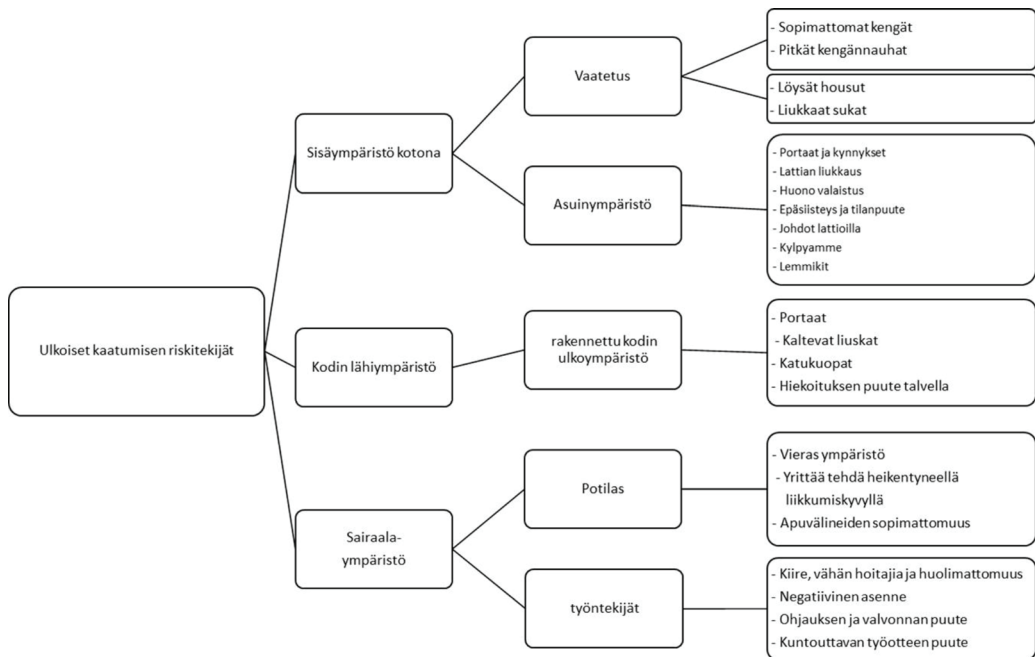 Ulkoiset kaatumisen riskitekijät
Sisäympäristö kotona
Vaatetus
- Sopimattomat kengät
- Pitkät kengännauhat
- Löysät housut
- Liukkaat sukat
Asuinympäristö
- Portaat ja kynnykset
- Lattian liukkaus
- Huono valaistus
- Epäsiisteys ja tilanpuute
- Johdot lattioilla
- Kylpyamme
- Lemmikit
Kodin lähiympäristö
rakennettu kodin
ulkoympäristö
- Portaat
- Kaltevat liuskat
- Katukuopat
- Hiekoituksen puute talvella
Sairaala-
ympäristö
Potilas
- Vieras ympäristö
- Yrittää tehdä heikentyneellä
liikkumiskyvyllä
- Apuvälineiden sopimattomuus
työntekijät
- Kiire, vähän hoitajia ja huolimattomuus
- Negatiivinen asenne
- Ohjauksen ja valvonnan puute
- Kuntouttavan työotteen puute